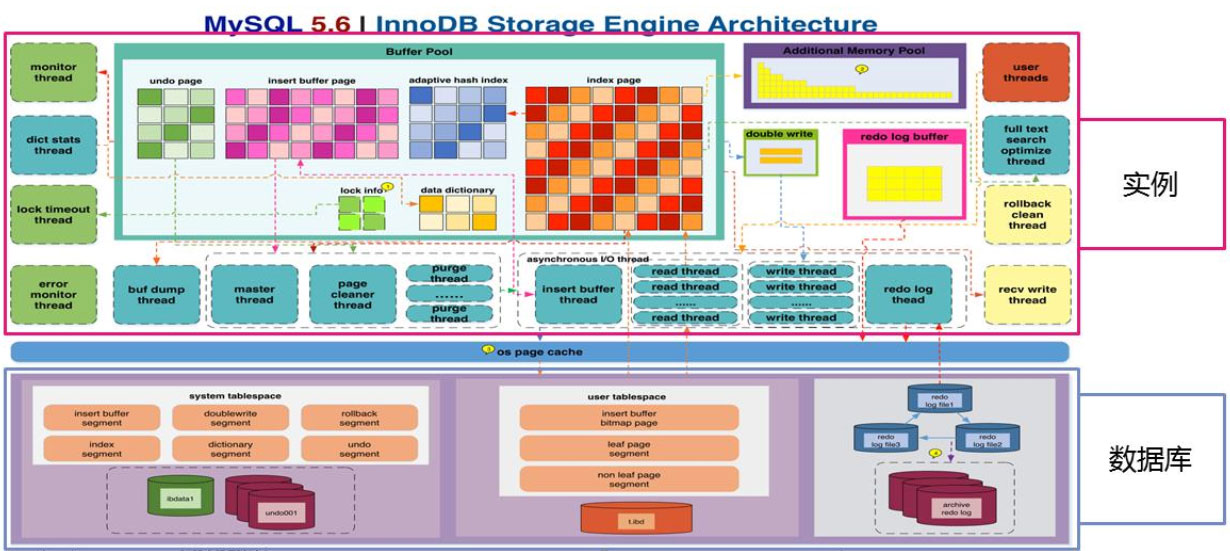 MySQL 5.6 | InnoDB Storage Engine Architecture
monitor
thread
dict stats
thread
lock timeout
thread
error
monitor
thread
Buffer Pool
undo page
insert buffer page
adaptive hash index
index page
lock info
1
data dictionary
Additional Memory Pool
2
double write
redo log buffer
user
threads
full text
search
optimize
thread
rollback
clean
thread
recv write
thread
实例
buf dump
thread
master
thread
page
cleaner
thread
purge
thread
......
purge
thread
asynchronous I/O thread
insert buffer
thread
read thread
read thread
......
read thread
write thread
write thread
......
write thread
redo log
thead
os page cache
system tablespace
insert buffer
segment
doublewrite
segment
rollback
segment
index
segment
dictionary
segment
undo
segment
ibdata1
undo001
user tablespace
insert buffer
bitmap page
leaf page
segment
non leaf page
segment
t.ibd
redo
log file1
redo
log file3
redo
log file2
archive
redo log
数据库